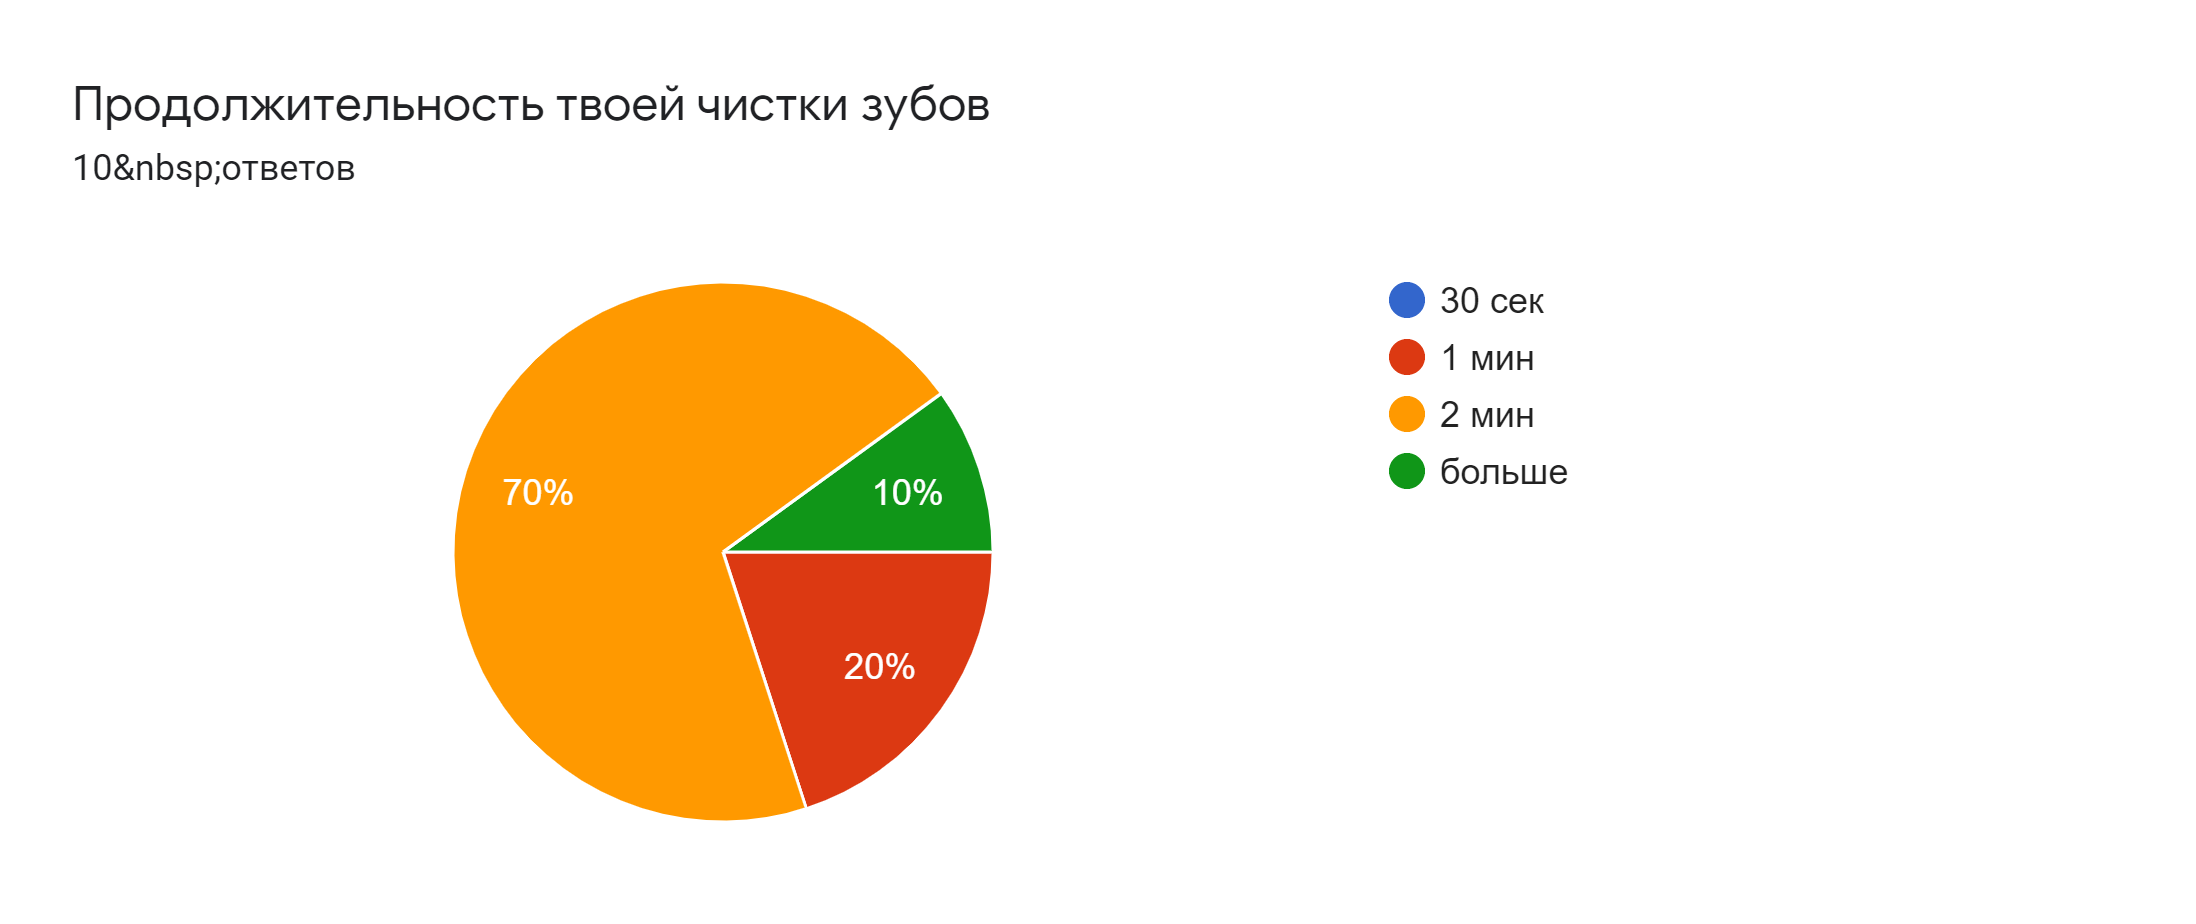 Продолжительность твоей чистки зубов
10&nbsp;ответов
30 сек
1 мин
2 мин
больше
70%
10%
20%